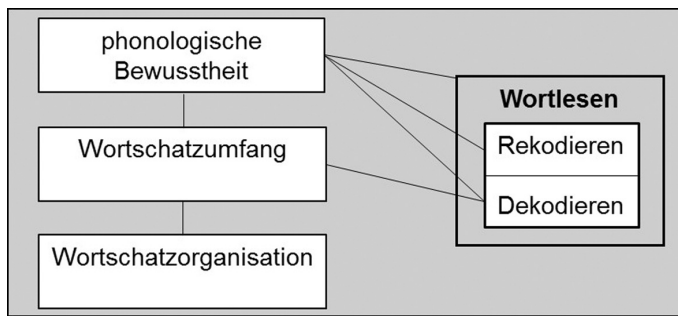 phonologische
Bewusstheit
Wortschatzumfang
Wortschatzorganisation
Wortlesen
Rekodieren
Dekodieren